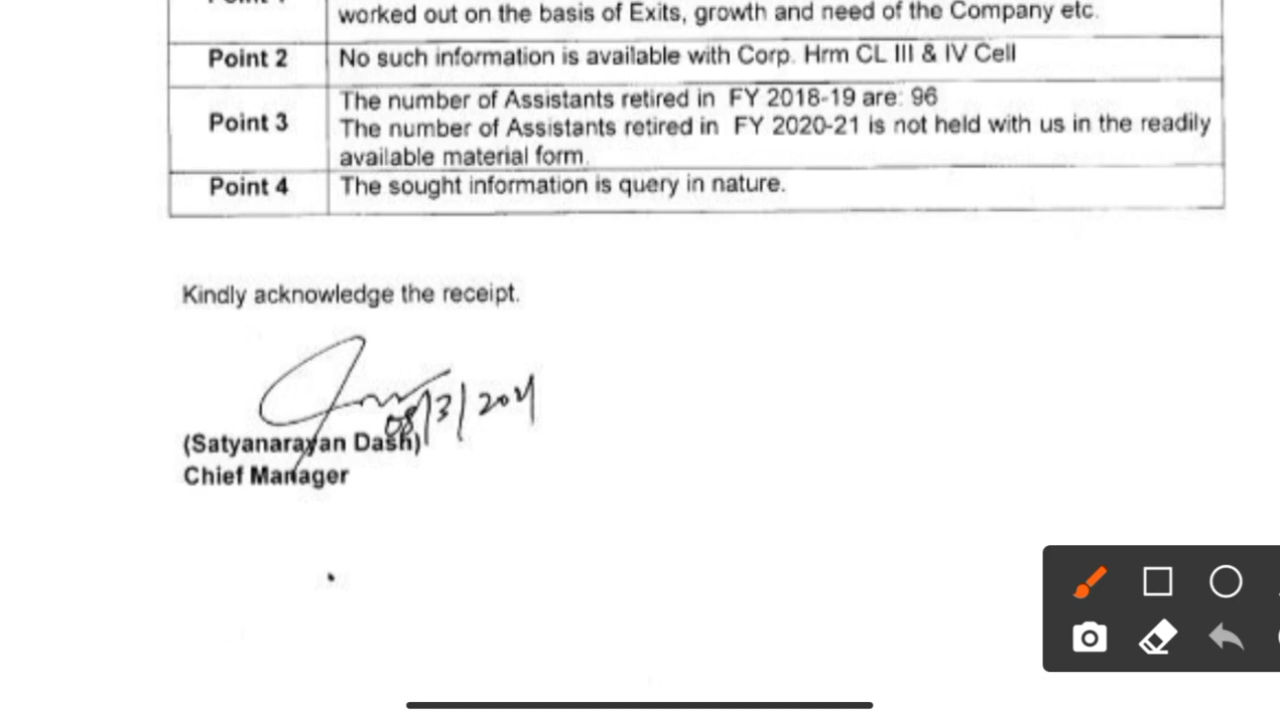 worked out on the basis of Exits, growth and need of the Company etc.
Point 2 No such information is available with Corp. Hrm CL III & IV Cell
Point 3 The number of Assistants retired in FY 2018-19 are: 96
The number of Assistants retired in FY 2020-21 is not held with us in the readily
available material form.
Point 4 The sought information is query in nature.
Kindly acknowledge the receipt.
08/3/2021
(Satyanarayan Dash)
Chief Manager